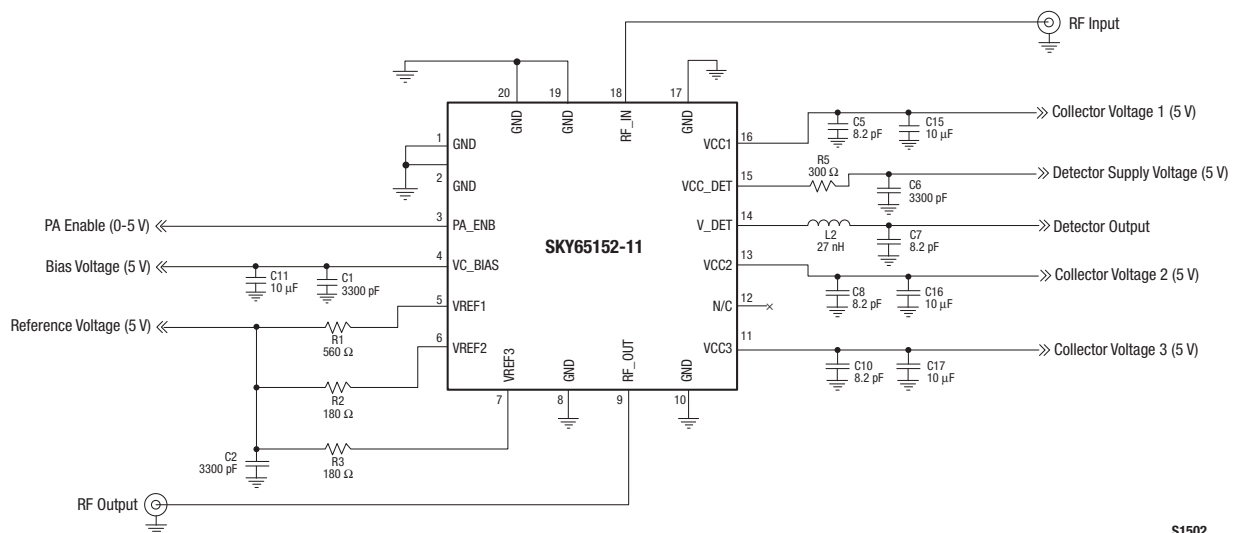 RF Input
20
19
18
17
GND
GND
RF_IN
GND
1
GND
2
GND
PA Enable (0-5 V)
3
PA_ENB
Bias Voltage (5 V)
4
VC_BIAS
C11
10 μF
C1
3300 pF
Reference Voltage (5 V)
5
VREF1
R1
560 Ω
6
VREF2
R2
180 Ω
VREF3
7
R3
180 Ω
C2
3300 pF
SKY65152-11
GND
8
RF_OUT
9
GND
10
VCC1
16
C5
8.2 pF
C15
10 μF
Collector Voltage 1 (5 V)
VCC_DET
15
R5
300 Ω
C6
3300 pF
Detector Supply Voltage (5 V)
V_DET
14
L2
27 nH
C7
8.2 pF
Detector Output
VCC2
13
C8
8.2 pF
C16
10 μF
Collector Voltage 2 (5 V)
N/C
12
VCC3
11
C10
8.2 pF
C17
10 μF
Collector Voltage 3 (5 V)
RF Output
S1502